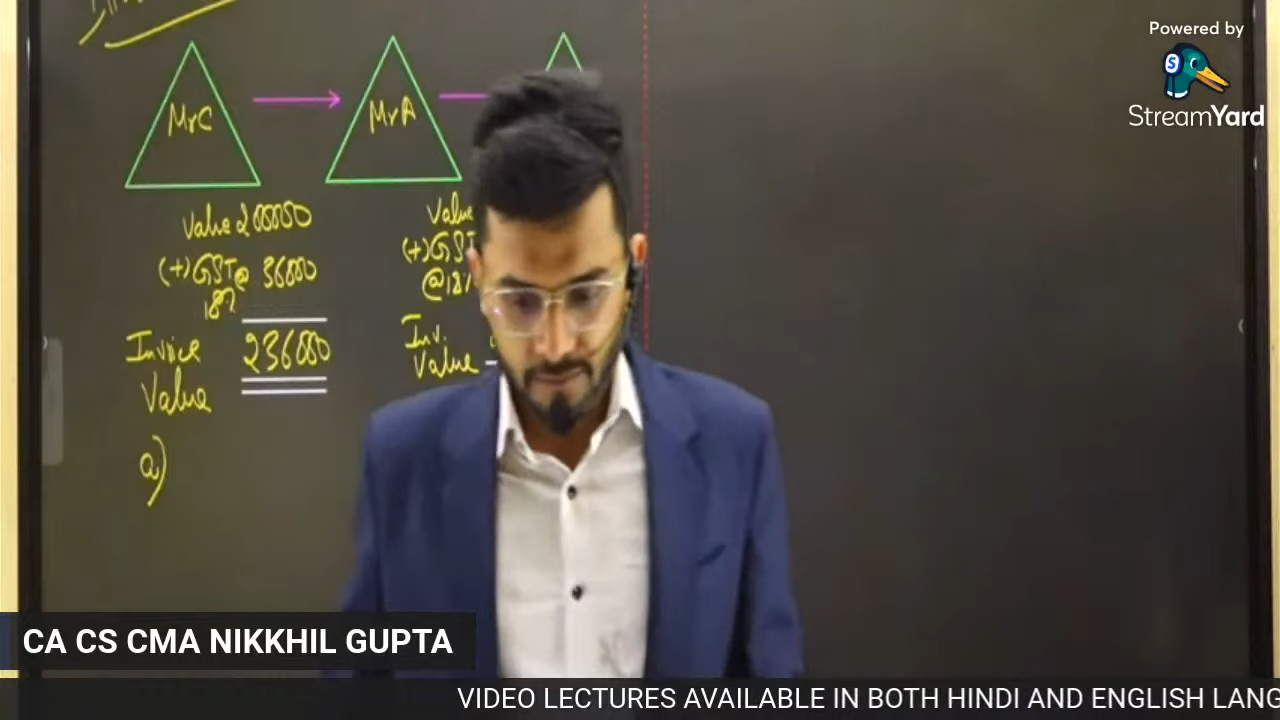 Powered by
StreamYard
Mr C
Mr A
Value 200000
(+) GST @ 36000
18%
Invoice 236000
Value
Value
(+) GST
@ 18%
Inv.
Value
a)
CA CS CMA NIKKHIL GUPTA
VIDEO LECTURES AVAILABLE IN BOTH HINDI AND ENGLISH LANG